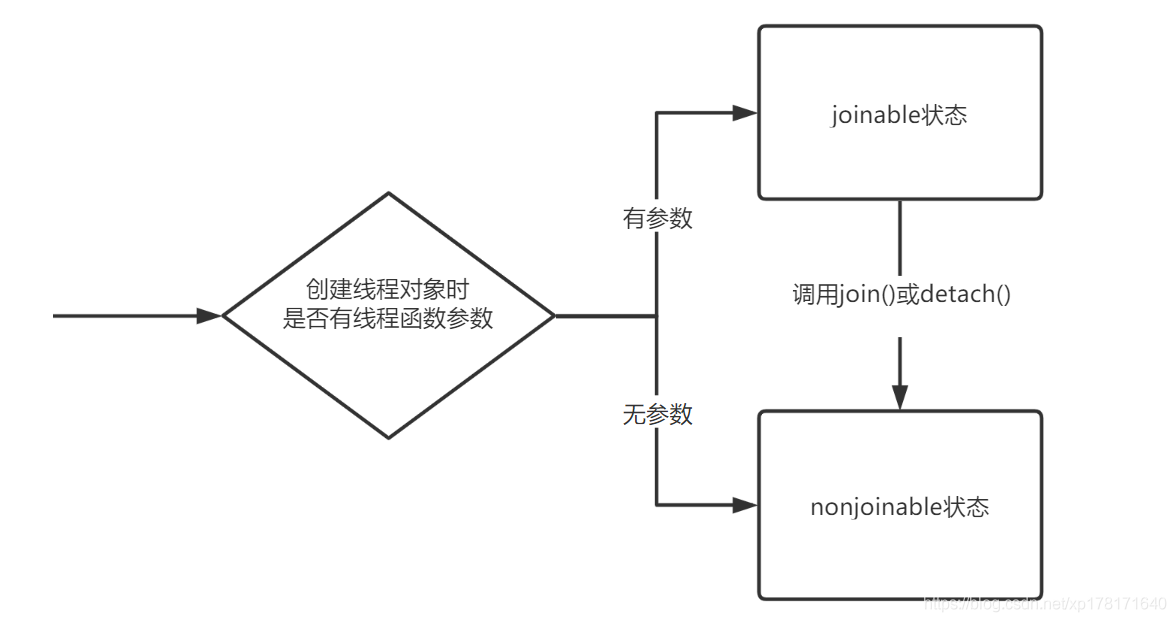 joinable状态
有参数
创建线程对象时
是否有线程函数参数
调用join()或detach()
无参数
nonjoinable状态
https://blog.csdn.net/xp178171640